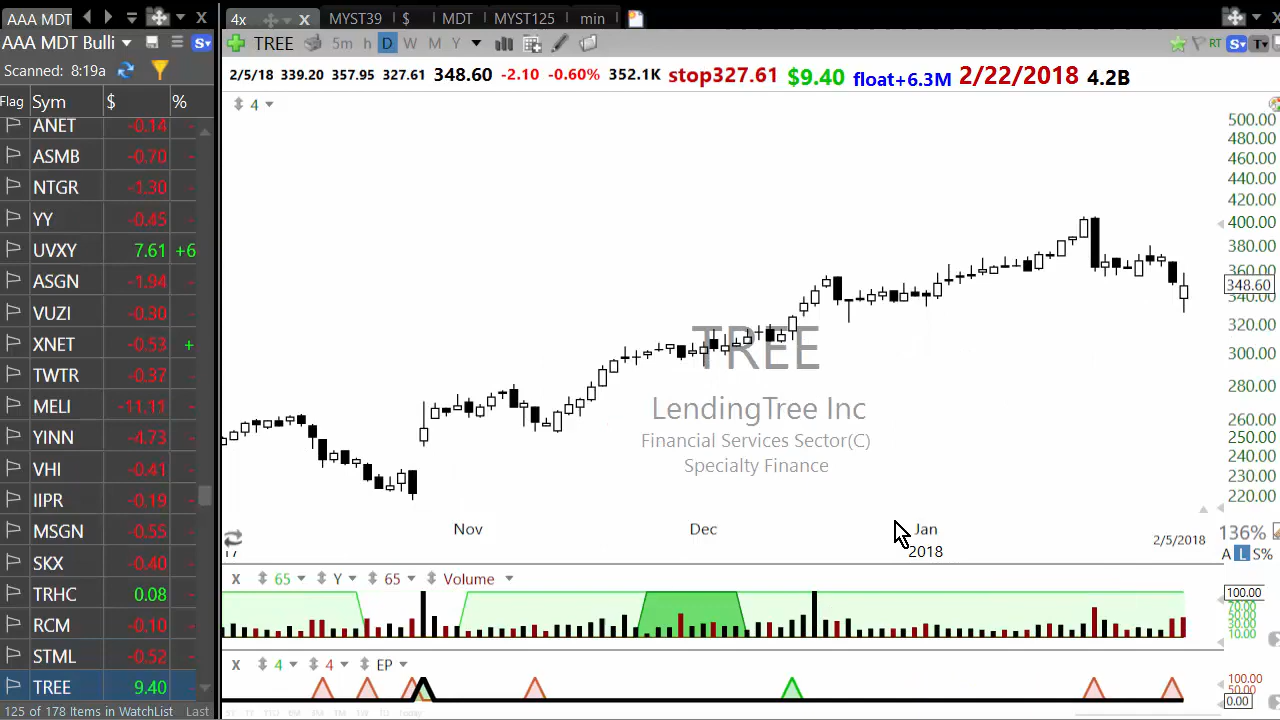 AAA MDT
4x
MYST39
$
MDT
MYST125
min
AAA MDT Bulli
TREE
5m
h
D
W
M
Y
RT
Scanned: 8:19a
2/5/18 339.20 357.95 327.61 348.60 -2.10 -0.60% 352.1K stop327.61 $9.40 float+6.3M 2/22/2018 4.2B
Flag Sym $ %
4
ANET -0.14 -
ASMB -0.70 -
NTGR -1.30 -
YY -0.45 -
UVXY 7.61 +6
ASGN -1.94 -
VUZI -0.30 -
XNET -0.53 +
TWTR -0.37 -
MELI -11.11 -
YINN -4.73 -
VHI -0.41 -
IIPR -0.19 -
MSGN -0.55 -
SKX -0.40 -
TRHC 0.08 -
RCM -0.10 -
STML -0.52 -
TREE 9.40
125 of 178 Items in WatchList Last
500.00
480.00
460.00
440.00
420.00
400.00
380.00
360.00
348.60
340.00
320.00
300.00
280.00
260.00
250.00
240.00
230.00
220.00
TREE
LendingTree Inc
Financial Services Sector(C)
Specialty Finance
17
Nov
Dec
Jan
2018
2/5/2018
136%
A L S%
X 65 Y 65 Volume
100.00
70.00
50.00
30.00
10.00
X 4 4 EP
100.00
50.00
0.00